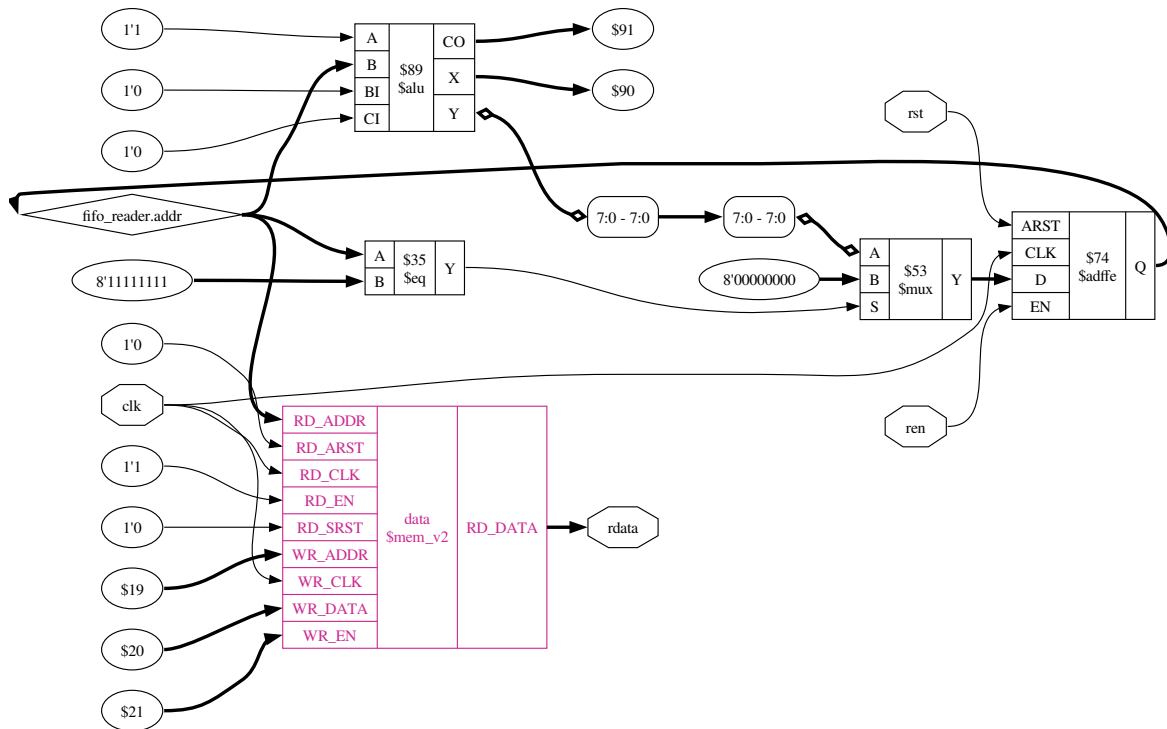 1'1
1'0
1'0
A
B
BI
CI
$89
$alu
CO
X
Y
$91
$90
fifo_reader.addr
8'11111111
A
B
$35
$eq
Y
7:0 - 7:0
7:0 - 7:0
8'00000000
A
B
S
$53
$mux
Y
rst
ren
ARST
CLK
D
EN
$74
$adffe
Q
1'0
clk
1'1
1'0
$19
$20
$21
RD_ADDR
RD_ARST
RD_CLK
RD_EN
RD_SRST
WR_ADDR
WR_CLK
WR_DATA
WR_EN
data
$mem_v2
RD_DATA
rdata